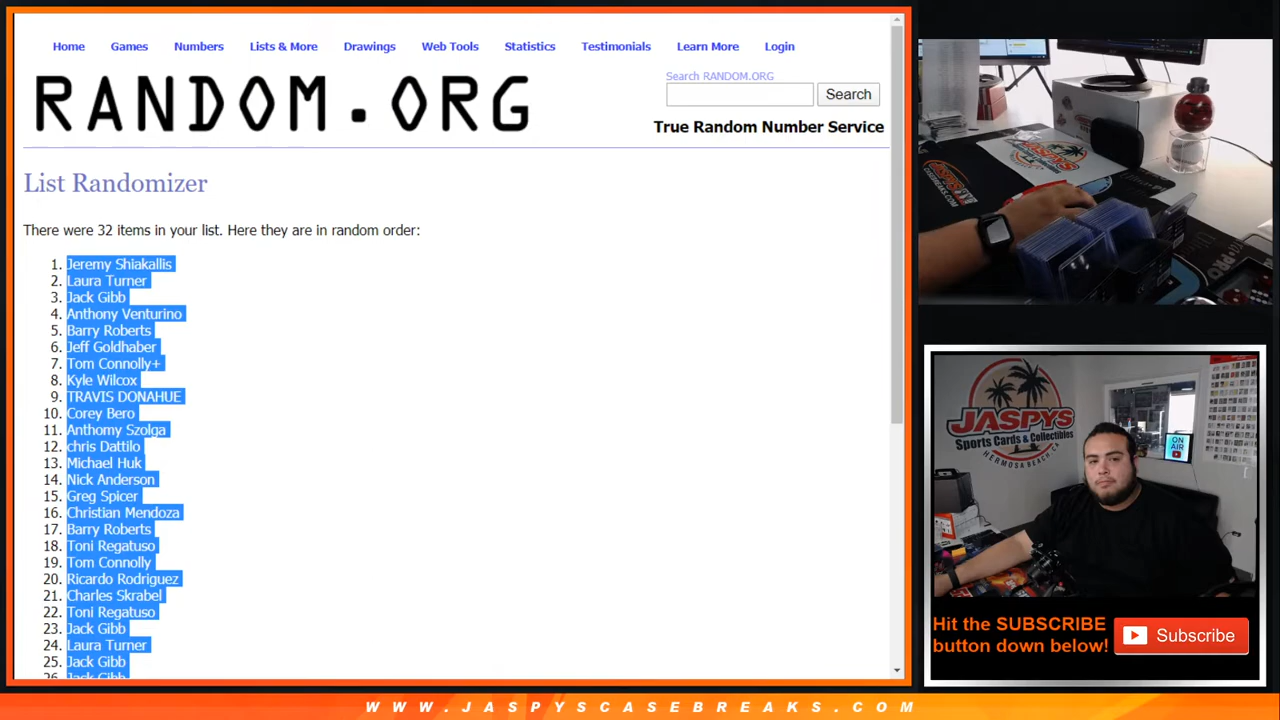 Home Games Numbers Lists & More Drawings Web Tools Statistics Testimonials Learn More Login
RANDOM.ORG
Search RANDOM.ORG
Search
True Random Number Service
List Randomizer
There were 32 items in your list. Here they are in random order:
1. Jeremy Shiakallis
2. Laura Turner
3. Jack Gibb
4. Anthony Venturino
5. Barry Roberts
6. Jeff Goldhaber
7. Tom Connolly+
8. Kyle Wilcox
9. TRAVIS DONAHUE
10. Corey Bero
11. Anthomy Szolga
12. chris Dattilo
13. Michael Huk
14. Nick Anderson
15. Greg Spicer
16. Christian Mendoza
17. Barry Roberts
18. Toni Regatuso
19. Tom Connolly
20. Ricardo Rodriguez
21. Charles Skrabel
22. Toni Regatuso
23. Jack Gibb
24. Laura Turner
25. Jack Gibb
26. Jack Gibb
JASPYS
Sports Cards & Collectibles
HERMOSA BEACH, CA
ON
AIR
Hit the SUBSCRIBE
button down below!
Subscribe
WWW.JASPYSCASEBREAKS.COM